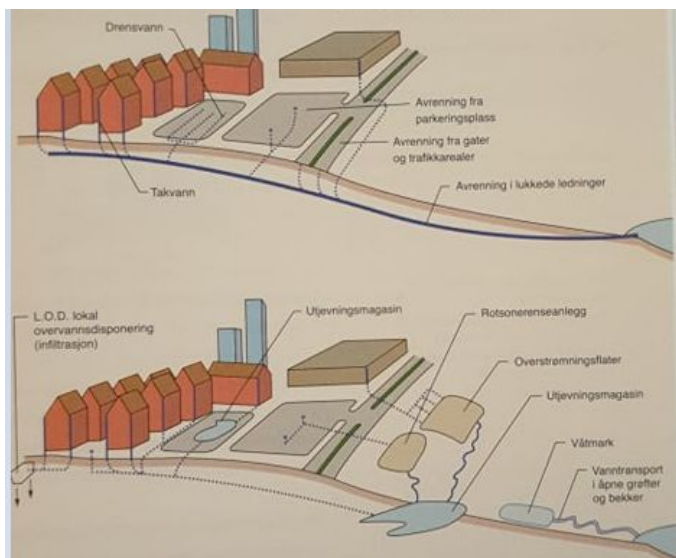 Drensvann
Avrenning fra
parkeringsplass
Avrenning fra gater
og trafikkarealer
Takvann
Avrenning i lukkede ledninger
L.O.D. lokal
overvannsdisponering
(infiltrasjon)
Utjevningsmagasin
Rotsonerenseanlegg
Overstrømningsflater
Utjevningsmagasin
Våtmark
Vanntransport
i åpne grøfter
og bekker